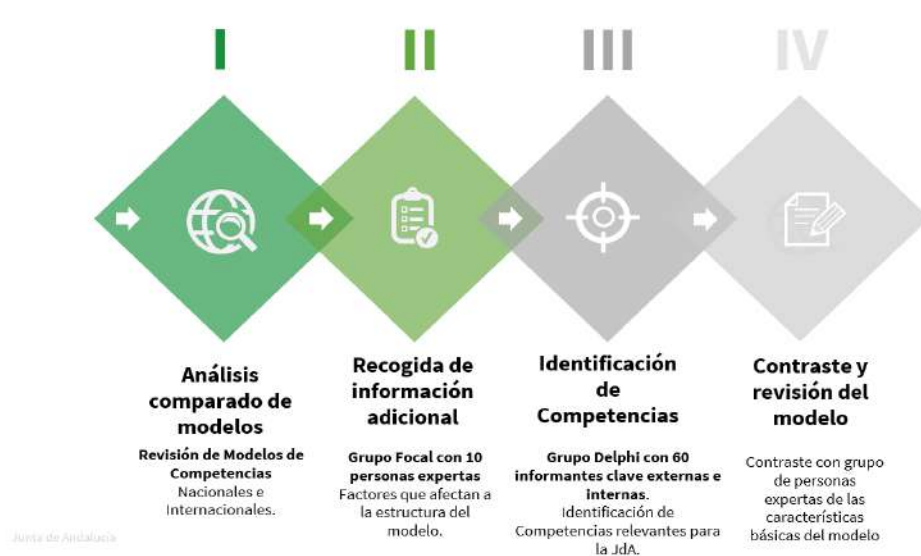 I
II
III
IV
Análisis
comparado de
modelos
Revisión de Modelos de
Competencias
Nacionales e
Internacionales.
Recogida de
información
adicional
Grupo Focal con 10
personas expertas
Factores que afectan a
la estructura del
modelo.
Identificación
de
Competencias
Grupo Delphi con 60
informantes clave externas e
internas.
Identificación de
Competencias relevantes para
la JdA.
Contraste y
revisión del
modelo
Contraste con grupo
de personas
expertas de las
características
básicas del modelo
Junta de Andalucía